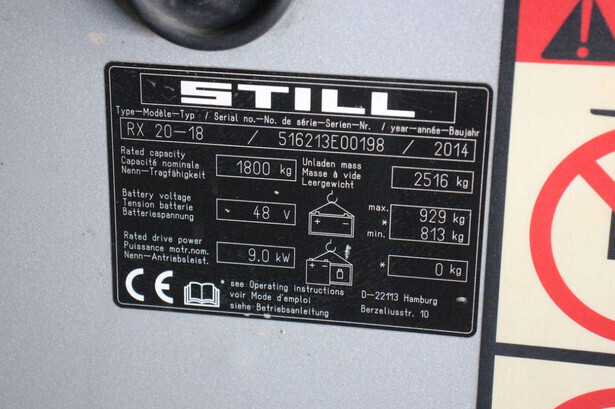 STILL
Type-Modèle-Typ / Serial no.-No. de série-Serien-Nr. / year-année-Baujahr
RX 20-18 / 516213E00198 / 2014
Rated capacity
Capacité nominale
Nenn-Tragfähigkeit
1800 kg
Unladen mass
Masse à vide
Leergewicht
2516 kg
Battery voltage
Tension batterie
Batteriespannung
48 V
+ -
*
max. 929 kg
min. 813 kg
Rated drive power
Puissance motr.nom.
Nenn-Antriebsleist.
9.0 kW
+ -
* 0 kg
CE
see Operating instructions
voir Mode d'emploi
siehe Betriebsanleitung
D-22113 Hamburg
Berzeliusstr. 10